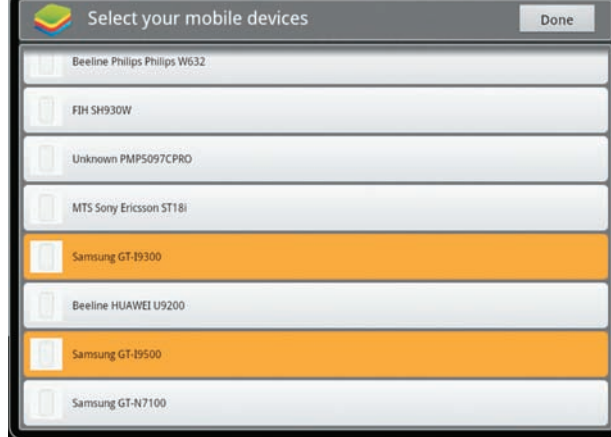 Select your mobile devices
Done
Beeline Philips Philips W632
FIH SH930W
Unknown PMP5097CPRO
MTS Sony Ericsson ST18i
Samsung GT-I9300
Beeline HUAWEI U9200
Samsung GT-I9500
Samsung GT-N7100